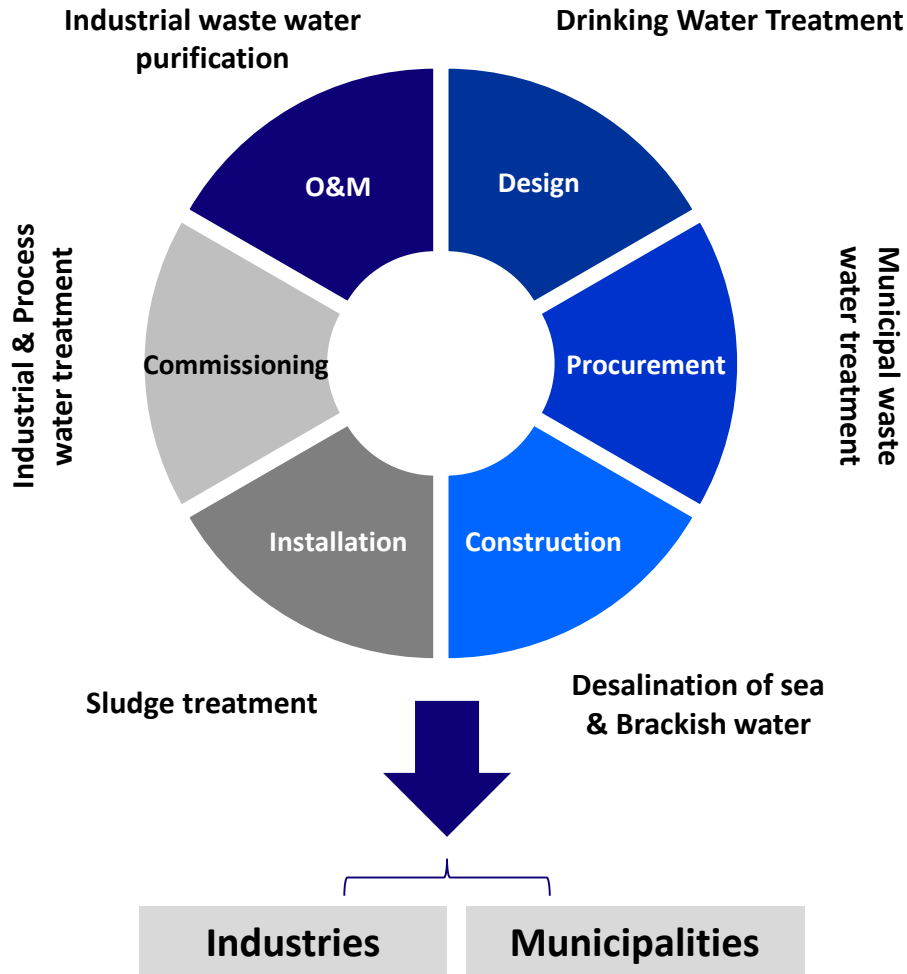 Industrial waste water
purification
Drinking Water Treatment
O&M
Design
Industrial & Process
water treatment
Commissioning
Procurement
Municipal waste
water treatment
Installation
Construction
Sludge treatment
Desalination of sea
& Brackish water
Industries
Municipalities